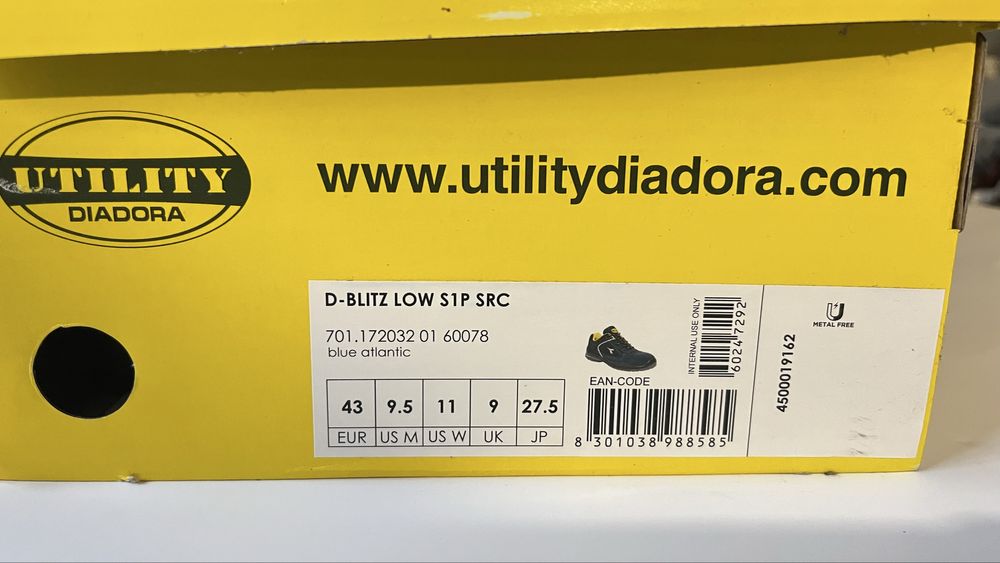 UTILITY
DIADORA
www.utilitydiadora.com
D-BLITZ LOW S1P SRC
701.172032 01 60078
blue atlantic
43 9.5 11 9 27.5
EUR US M US W UK JP
INTERNAL USE ONLY
60247292
EAN-CODE
8 301038 988585
4500019162
METAL FREE